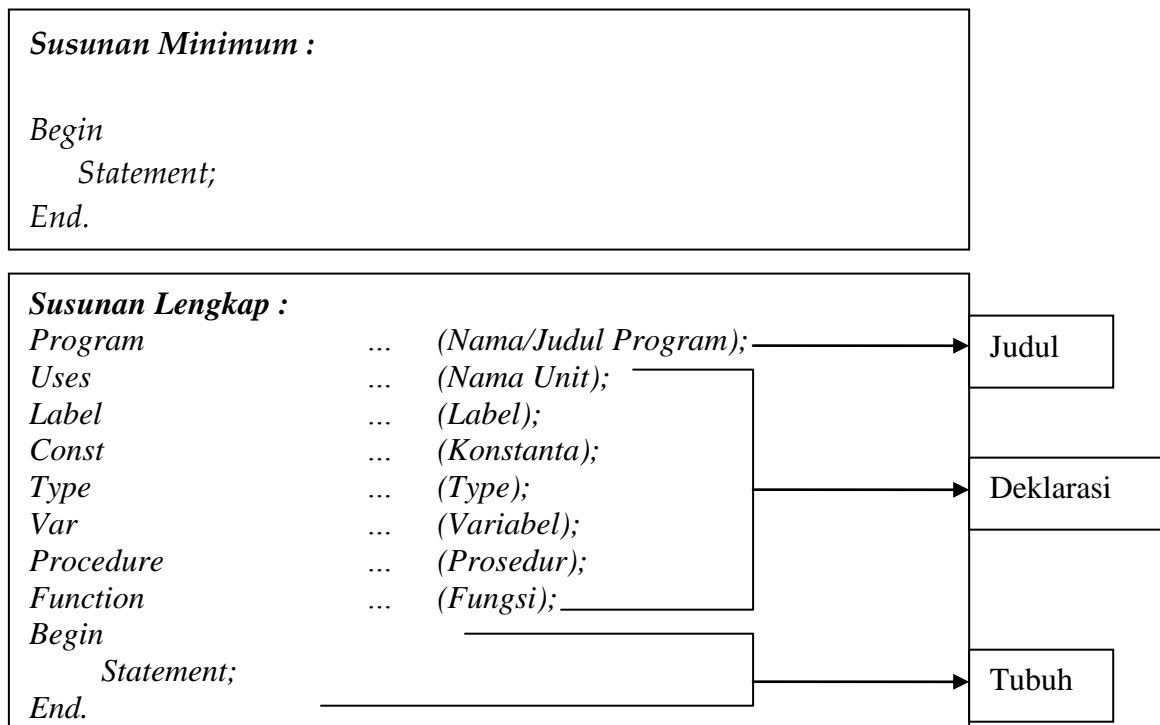 Susunan Minimum :
Begin
Statement;
End.
Susunan Lengkap :
Program ... (Nama/Judul Program);
Judul
Uses ... (Nama Unit);
Label ... (Label);
Const ... (Konstanta);
Type ... (Type);
Deklarasi
Var ... (Variabel);
Procedure ... (Prosedur);
Function ... (Fungsi);
Begin
Statement;
Tubuh
End.